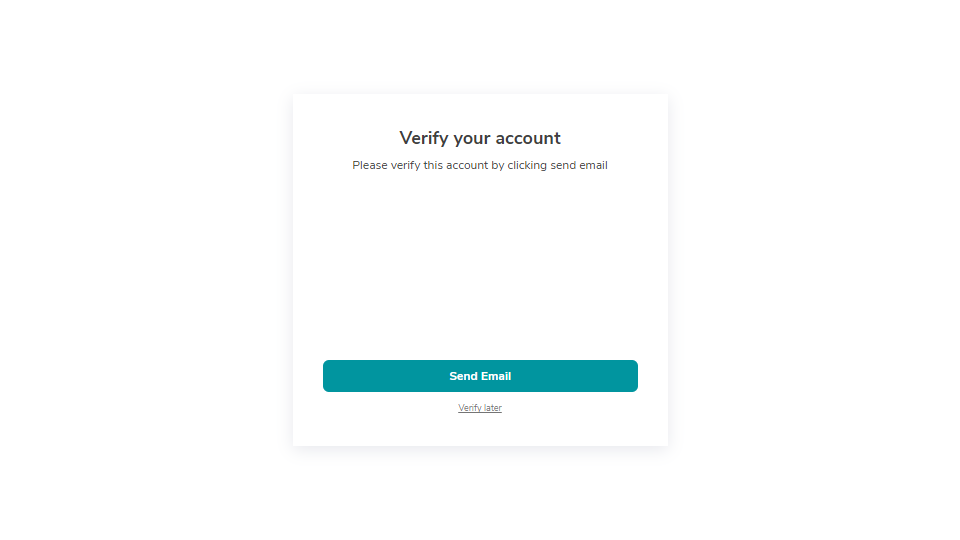 Verify your account
Please verify this account by clicking send email
Send Email
Verify later